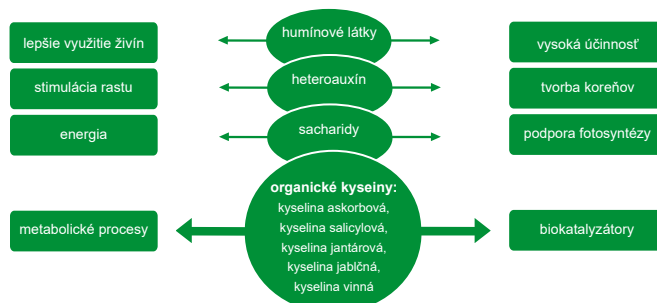 humínové látky
lepšie využitie živín
vysoká účinnosť
heteroauxín
stimulácia rastu
tvorba koreňov
sacharidy
energia
podpora fotosyntézy
organické kyseiny:
kyselina askorbová,
kyselina salicylová,
kyselina jantárová,
kyselina jablčná,
kyselina vinná
metabolické procesy
biokatalyzátory